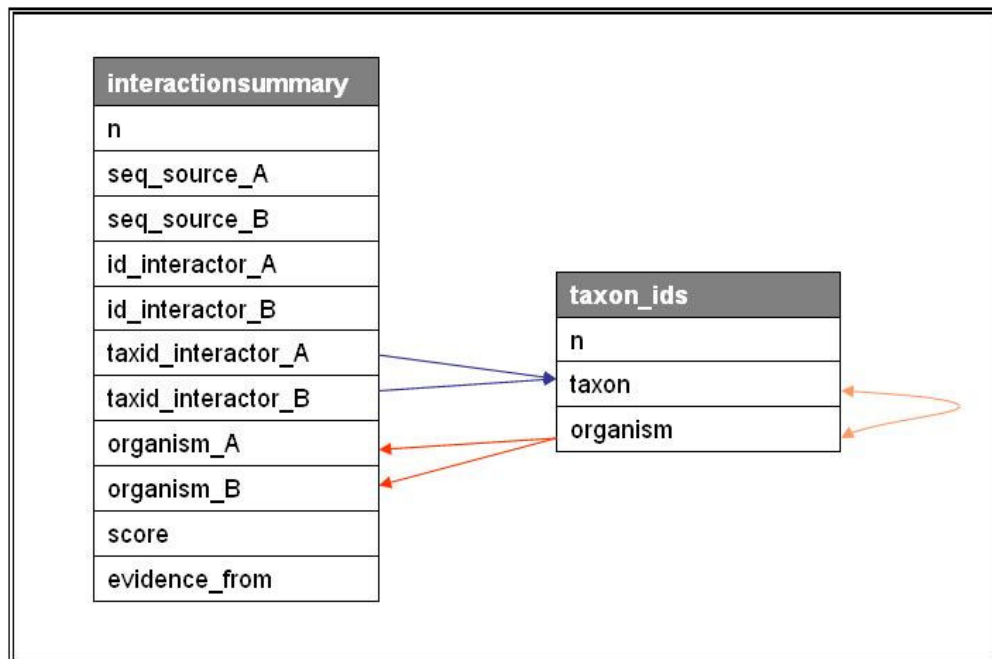 interactionsummary
n
seq_source_A
seq_source_B
id_interactor_A
id_interactor_B
taxid_interactor_A
taxid_interactor_B
organism_A
organism_B
score
evidence_from
taxon_ids
n
taxon
organism